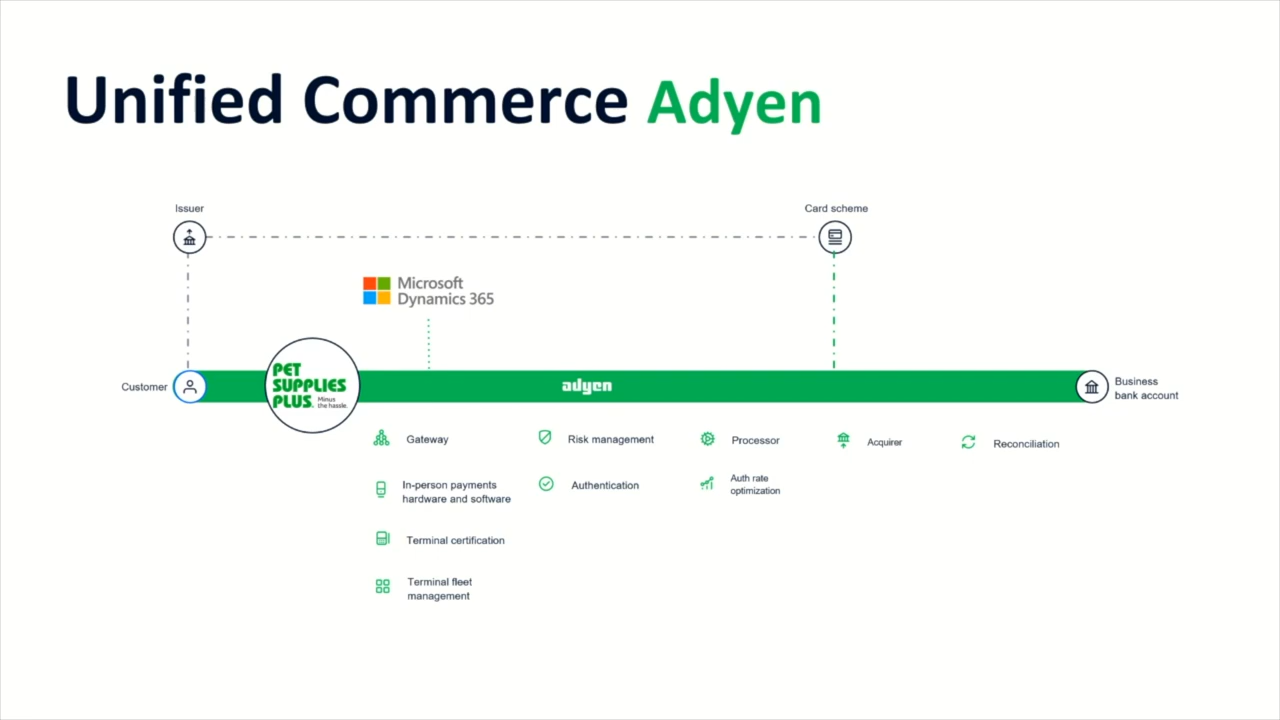 Unified Commerce Adyen
Issuer
Card scheme
Microsoft
Dynamics 365
Customer
PET
SUPPLIES
PLUS. Minus
the hassle.
adyen
Business
bank account
Gateway
Risk management
Processor
Acquirer
Reconciliation
In-person payments
hardware and software
Authentication
Auth rate
optimization
Terminal certification
Terminal fleet
management